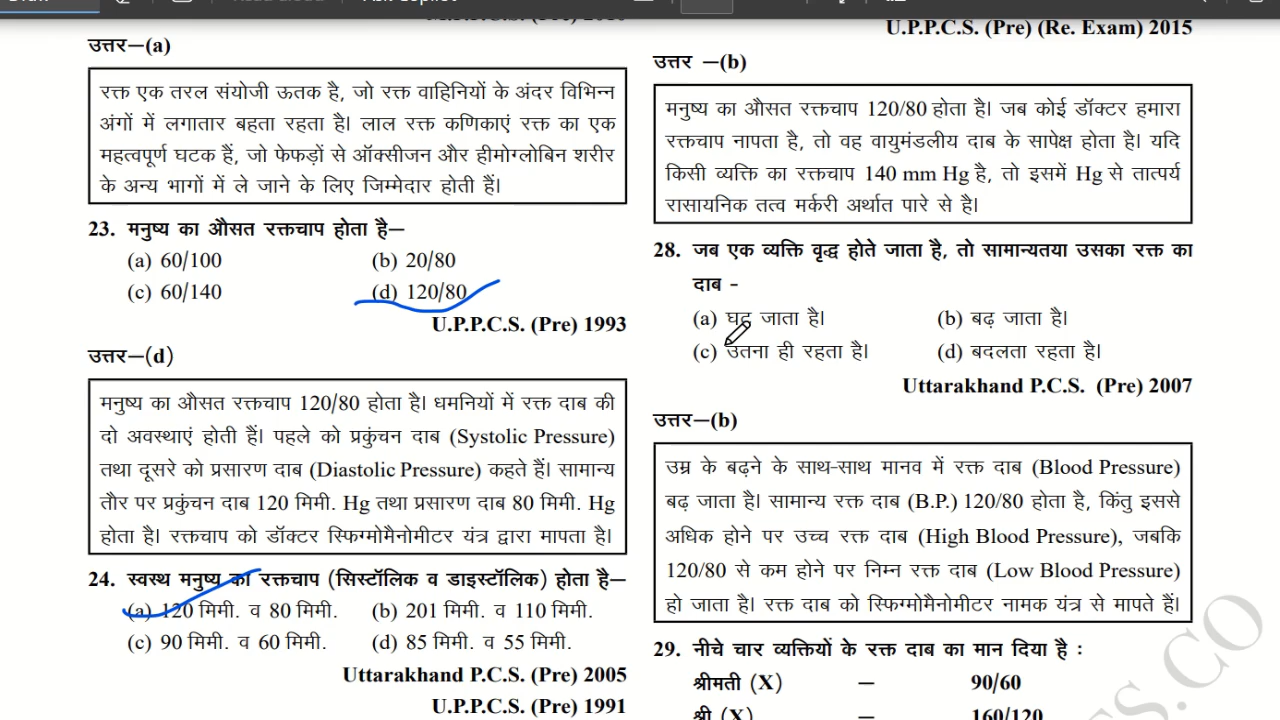 उत्तर–(a)
रक्त एक तरल संयोजी ऊतक है, जो रक्त वाहिनियों के अंदर विभिन्न
अंगों में लगातार बहता रहता है। लाल रक्त कणिकाएं रक्त का एक
महत्वपूर्ण घटक हैं, जो फेफड़ों से ऑक्सीजन और हीमोग्लोबिन शरीर
के अन्य भागों में ले जाने के लिए जिम्मेदार होती हैं।
23. मनुष्य का औसत रक्तचाप होता है–
(a) 60/100 (b) 20/80
(c) 60/140 (d) 120/80
U.P.P.C.S. (Pre) 1993
उत्तर–(d)
मनुष्य का औसत रक्तचाप 120/80 होता है। धमनियों में रक्त दाब की
दो अवस्थाएं होती हैं। पहले को प्रकुंचन दाब (Systolic Pressure)
तथा दूसरे को प्रसारण दाब (Diastolic Pressure) कहते हैं। सामान्य
तौर पर प्रकुंचन दाब 120 मिमी. Hg तथा प्रसारण दाब 80 मिमी. Hg
होता है। रक्तचाप को डॉक्टर स्फिग्मोमैनोमीटर यंत्र द्वारा मापता है।
24. स्वस्थ मनुष्य का रक्तचाप (सिस्टॉलिक व डाइस्टॉलिक) होता है–
(a) 120 मिमी. व 80 मिमी. (b) 201 मिमी. व 110 मिमी.
(c) 90 मिमी. व 60 मिमी. (d) 85 मिमी. व 55 मिमी.
Uttarakhand P.C.S. (Pre) 2005
U.P.P.C.S. (Pre) 1991
U.P.P.C.S. (Pre) (Re. Exam) 2015
उत्तर –(b)
मनुष्य का औसत रक्तचाप 120/80 होता है। जब कोई डॉक्टर हमारा
रक्तचाप नापता है, तो वह वायुमंडलीय दाब के सापेक्ष होता है। यदि
किसी व्यक्ति का रक्तचाप 140 mm Hg है, तो इसमें Hg से तात्पर्य
रासायनिक तत्व मर्करी अर्थात पारे से है।
28. जब एक व्यक्ति वृद्ध होते जाता है, तो सामान्यतया उसका रक्त का
दाब -
(a) घट जाता है। (b) बढ़ जाता है।
(c) उतना ही रहता है। (d) बदलता रहता है।
Uttarakhand P.C.S. (Pre) 2007
उत्तर–(b)
उम्र के बढ़ने के साथ-साथ मानव में रक्त दाब (Blood Pressure)
बढ़ जाता है। सामान्य रक्त दाब (B.P.) 120/80 होता है, किंतु इससे
अधिक होने पर उच्च रक्त दाब (High Blood Pressure), जबकि
120/80 से कम होने पर निम्न रक्त दाब (Low Blood Pressure)
हो जाता है। रक्त दाब को स्फिग्मोमैनोमीटर नामक यंत्र से मापते हैं।
29. नीचे चार व्यक्तियों के रक्त दाब का मान दिया है :
श्रीमती (X) – 90/60
श्री (X) – 160/120